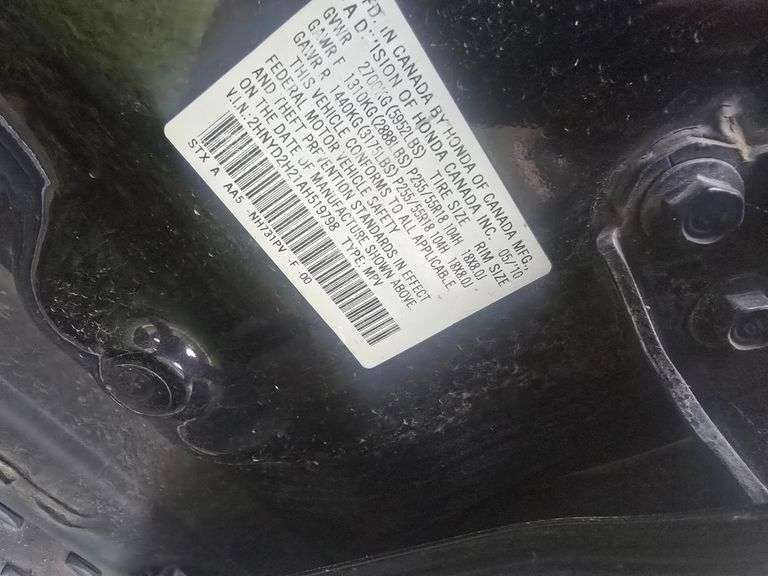 MFD. IN CANADA BY HONDA OF CANADA MFG.,
A DIVISION OF HONDA CANADA INC. 05/10
GVWR 2700KG(5952LBS) TIRE SIZE RIM SIZE
GAWR F 1310KG(2888LBS) P255/55R18 104H 18X8.0J
GAWR R 1440KG(3175LBS) P255/55R18 104H 18X8.0J
THIS VEHICLE CONFORMS TO ALL APPLICABLE
FEDERAL MOTOR VEHICLE SAFETY
AND THEFT PREVENTION STANDARDS IN EFFECT
ON THE DATE OF MANUFACTURE SHOWN ABOVE.
V.I.N.: 2HNYD2H21AH519798 TYPE: MPV
STX A AA5 NH731PV -F 00